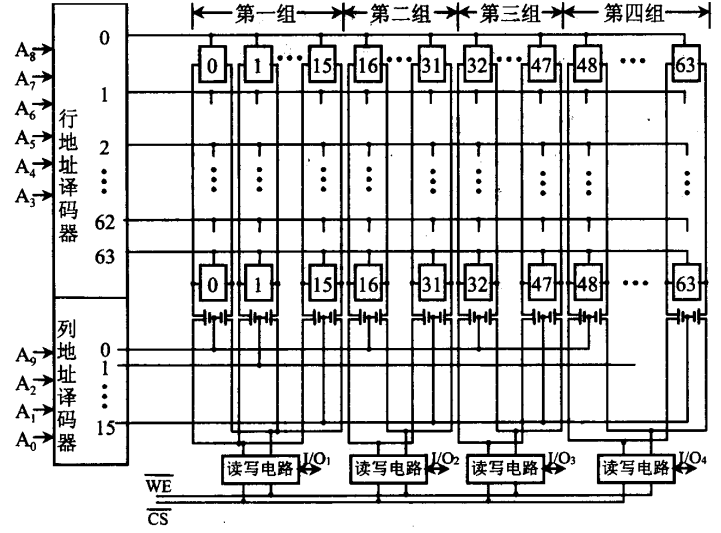 第一组 第二组 第三组 第四组
0
A8
0 1 ··· 15 16 ··· 31 32 ··· 47 48 ··· 63
A7
1
A6
行地址译码器
A5
2
A4
A3
62
63
0 1 15 16 31 32 47 48 ··· 63
列地址译码器
A9
0
1
A2
A1
15
A0
读写电路 I/O1 读写电路 I/O2 读写电路 I/O3 读写电路 I/O4
WE
CS